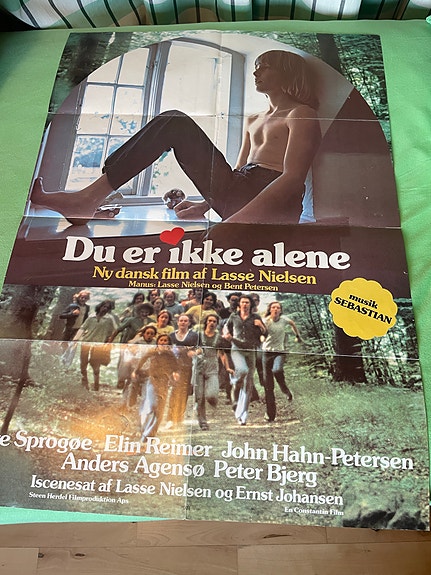 Du er ikke alene
Ny dansk film af Lasse Nielsen
Manus: Lasse Nielsen og Bent Petersen
musik
SEBASTIAN
e Sprogøe Elin Reimer John Hahn-Petersen
Anders Agensø Peter Bjerg
Iscenesat af Lasse Nielsen og Ernst Johansen
Steen Herdel Filmproduktion Aps
En Constantin Film